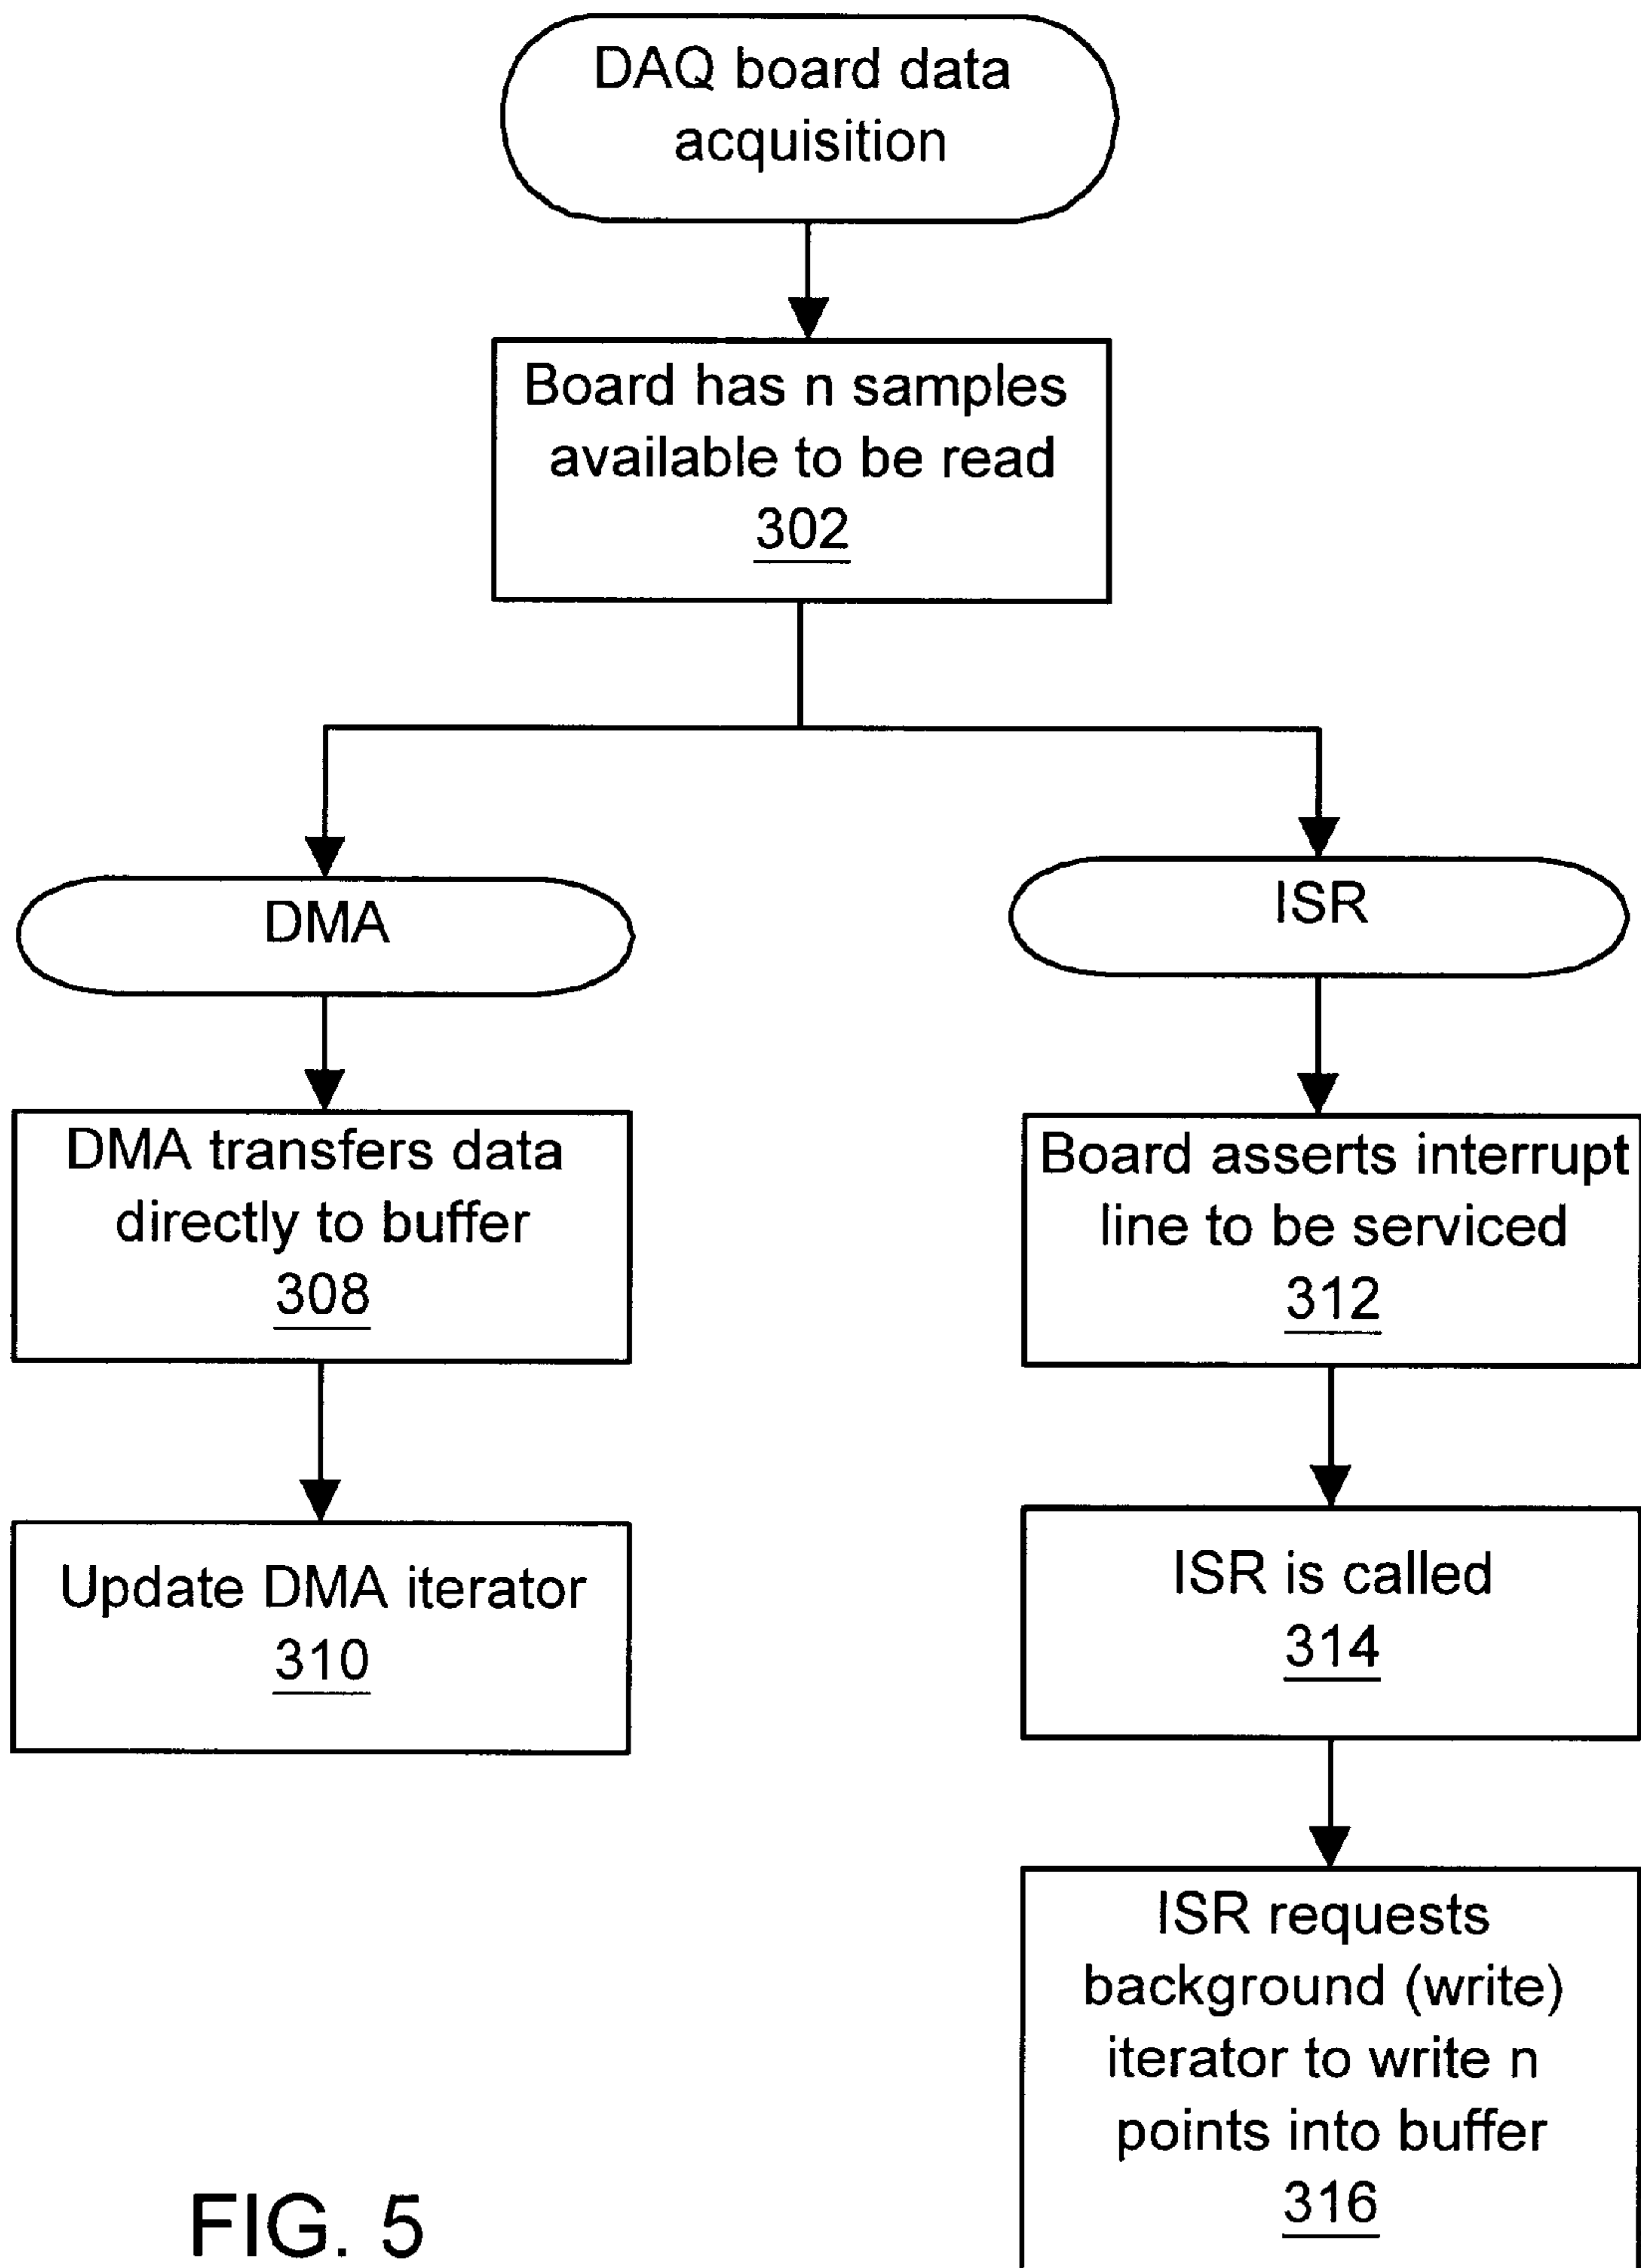 DAQ board data
acquisition
Board has n samples
available to be read
302
DMA
DMA transfers data
directly to buffer
308
Update DMA iterator
310
ISR
Board asserts interrupt
line to be serviced
312
ISR is called
314
ISR requests
background (write)
iterator to write n
points into buffer
316
FIG. 5